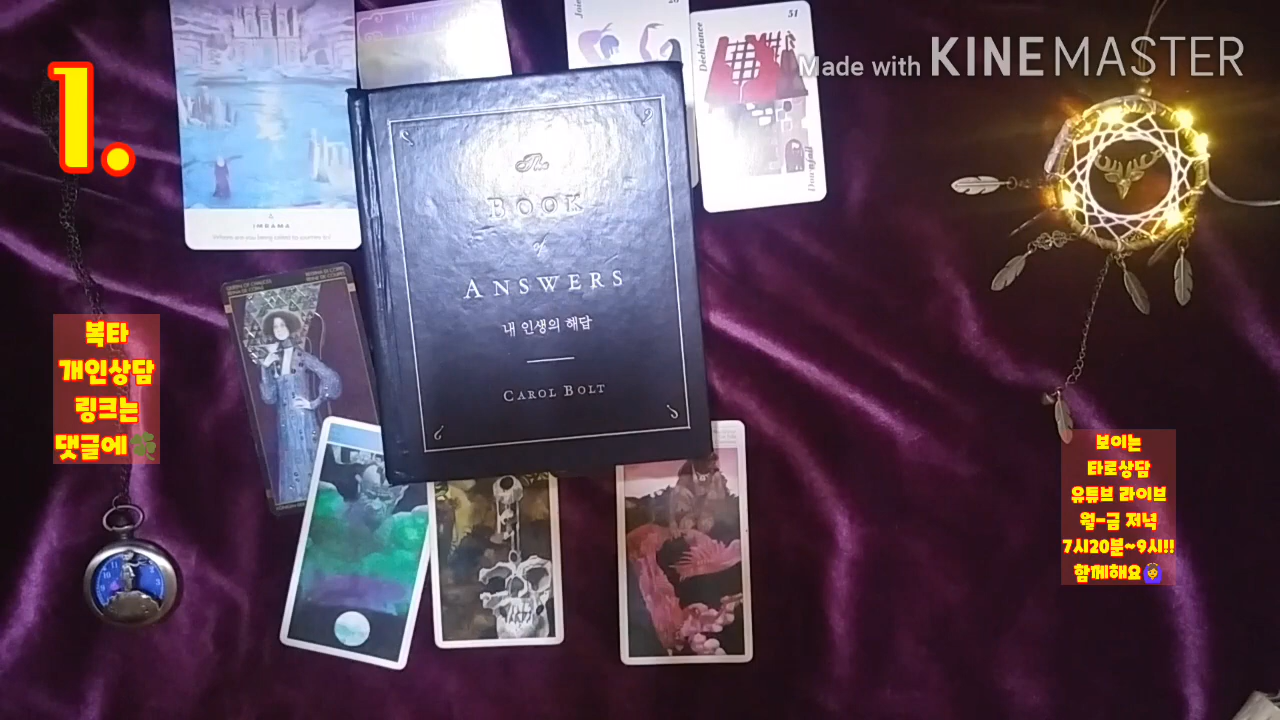 1.
Made with KINEMASTER
51
Déchéance
IMRAMA
The
BOOK
of
ANSWERS
내 인생의 해답
CAROL BOLT
복타
개인상담
링크는
댓글에🍀
보이는
타로상담
유튜브 라이브
월-금 저녁
7시20분~9시!!
함께해요🙆‍♀️